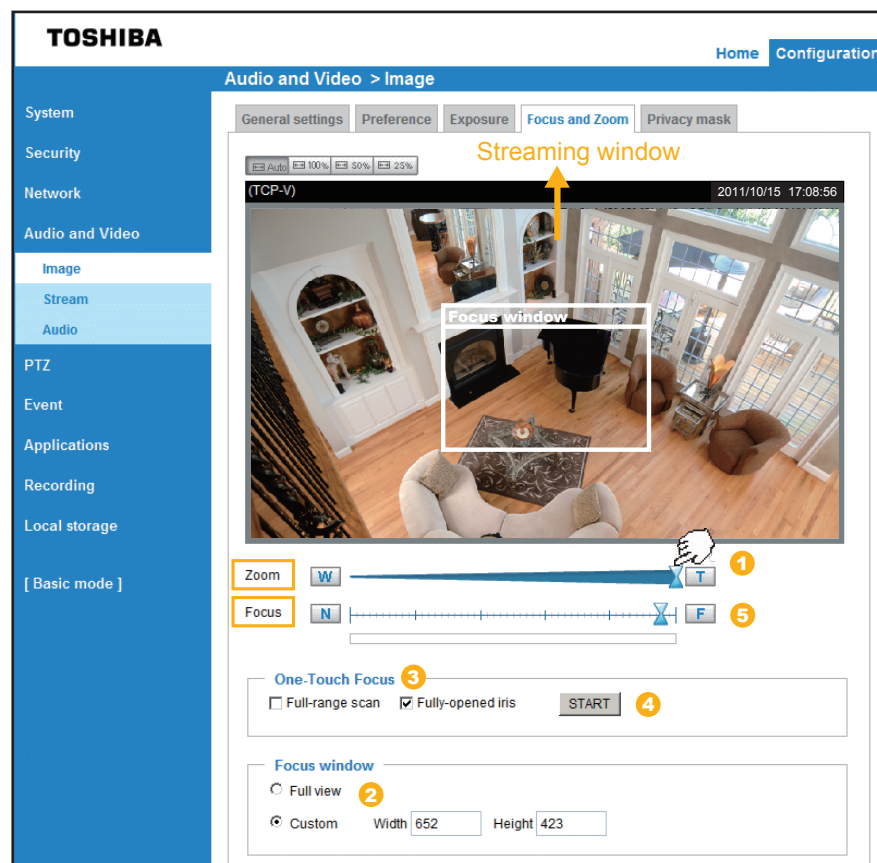 TOSHIBA
Home Configuration
Audio and Video > Image
System
Security
Network
Audio and Video
Image
Stream
Audio
PTZ
Event
Applications
Recording
Local storage
[ Basic mode ]
General settings Preference Exposure Focus and Zoom Privacy mask
Streaming window
Auto 100% 50% 25%
(TCP-V) 2011/10/15 17:08:56
Focus window
Zoom W T 1
Focus N F 5
One-Touch Focus 3
Full-range scan Fully-opened iris START 4
Focus window
Full view 2
Custom Width 652 Height 423